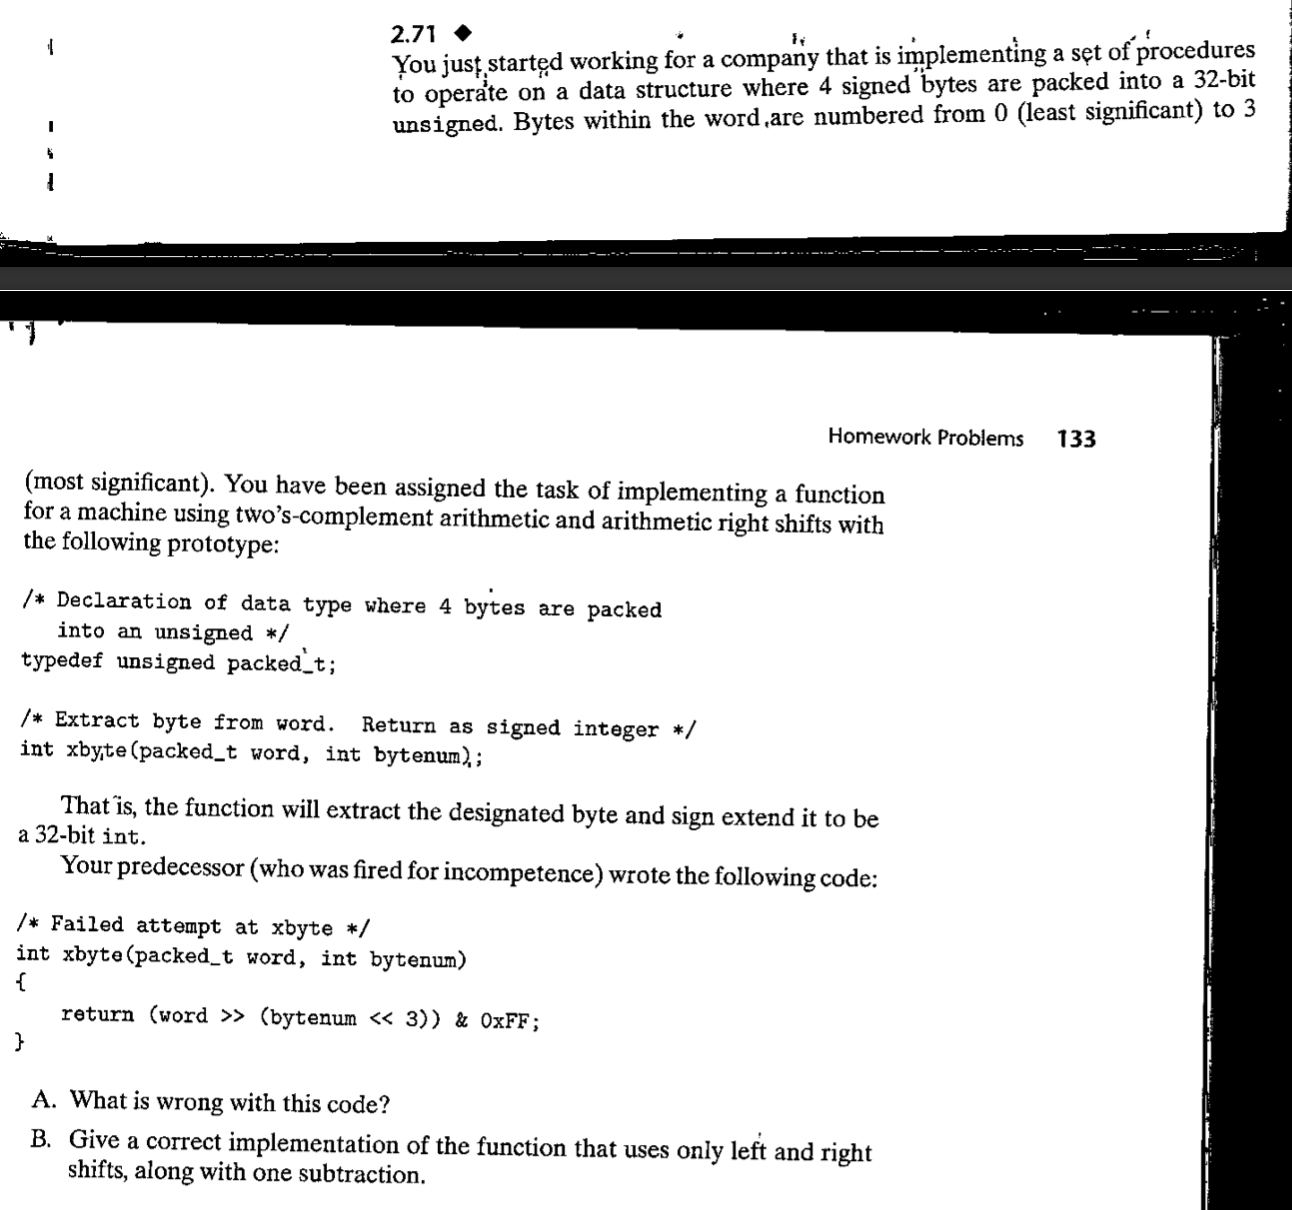 2.71 ◆
You just started working for a company that is implementing a set of procedures
to operate on a data structure where 4 signed bytes are packed into a 32-bit
unsigned. Bytes within the word are numbered from 0 (least significant) to 3
Homework Problems 133
(most significant). You have been assigned the task of implementing a function
for a machine using two's-complement arithmetic and arithmetic right shifts with
the following prototype:
/* Declaration of data type where 4 bytes are packed
into an unsigned */
typedef unsigned packed_t;
/* Extract byte from word. Return as signed integer */
int xbyte(packed_t word, int bytenum);
That is, the function will extract the designated byte and sign extend it to be
a 32-bit int.
Your predecessor (who was fired for incompetence) wrote the following code:
/* Failed attempt at xbyte */
int xbyte(packed_t word, int bytenum)
{
return (word >> (bytenum << 3)) & 0xFF;
}
A. What is wrong with this code?
B. Give a correct implementation of the function that uses only left and right
shifts, along with one subtraction.